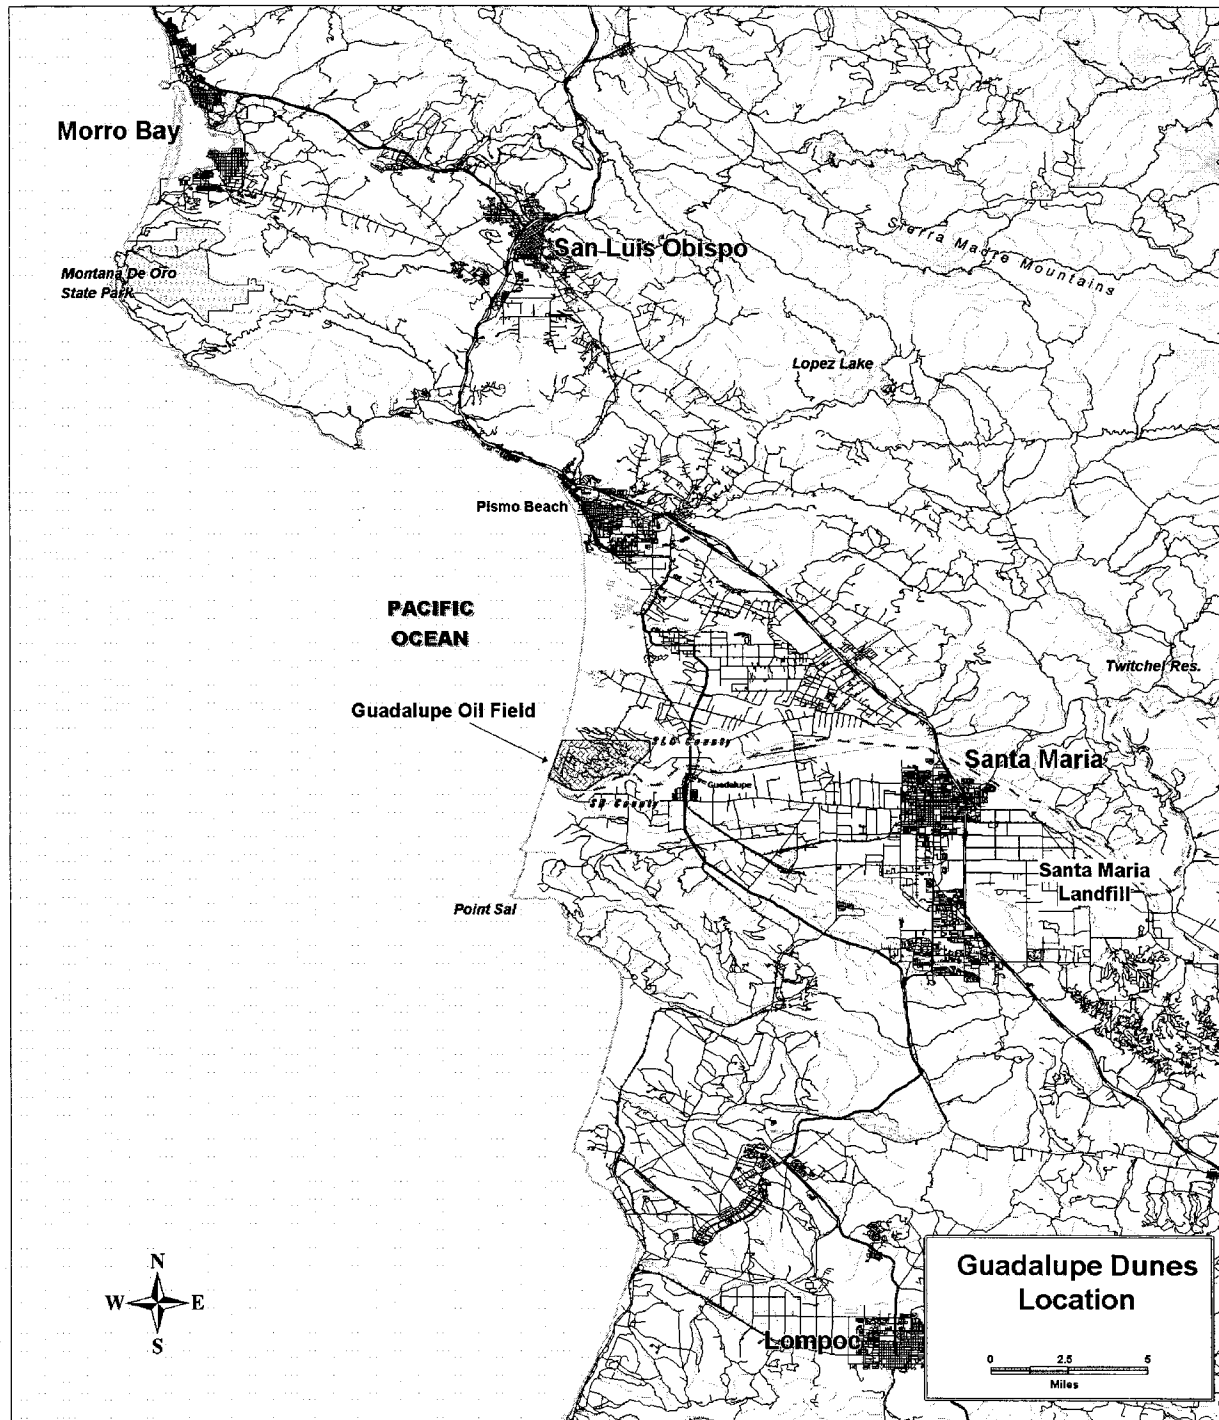 Morro Bay
San Luis Obispo
Sierra Madre Mountains
Montana De Oro
State Park
Lopez Lake
Pismo Beach
PACIFIC
OCEAN
Twitchel Res.
Guadalupe Oil Field
SLO County
Santa Maria
Guadalupe
SB County
Santa Maria
Landfill
Point Sal
N
W E
S
Guadalupe Dunes
Location
0 2.5 5
Miles
Lompoc